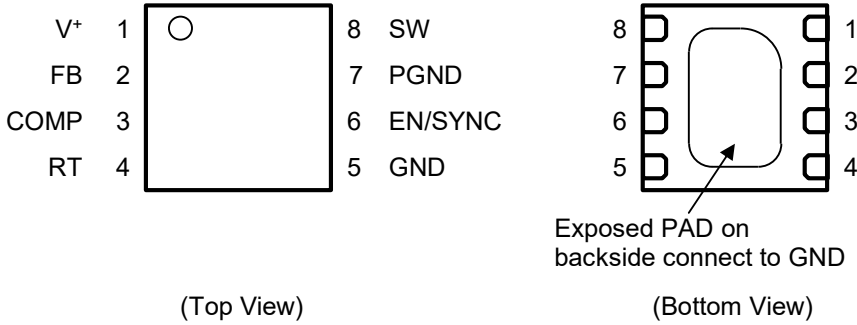 V+ 1 8 SW
FB 2 7 PGND
COMP 3 6 EN/SYNC
RT 4 5 GND
8 1
7 2
6 3
5 4
Exposed PAD on
backside connect to GND
(Top View)
(Bottom View)